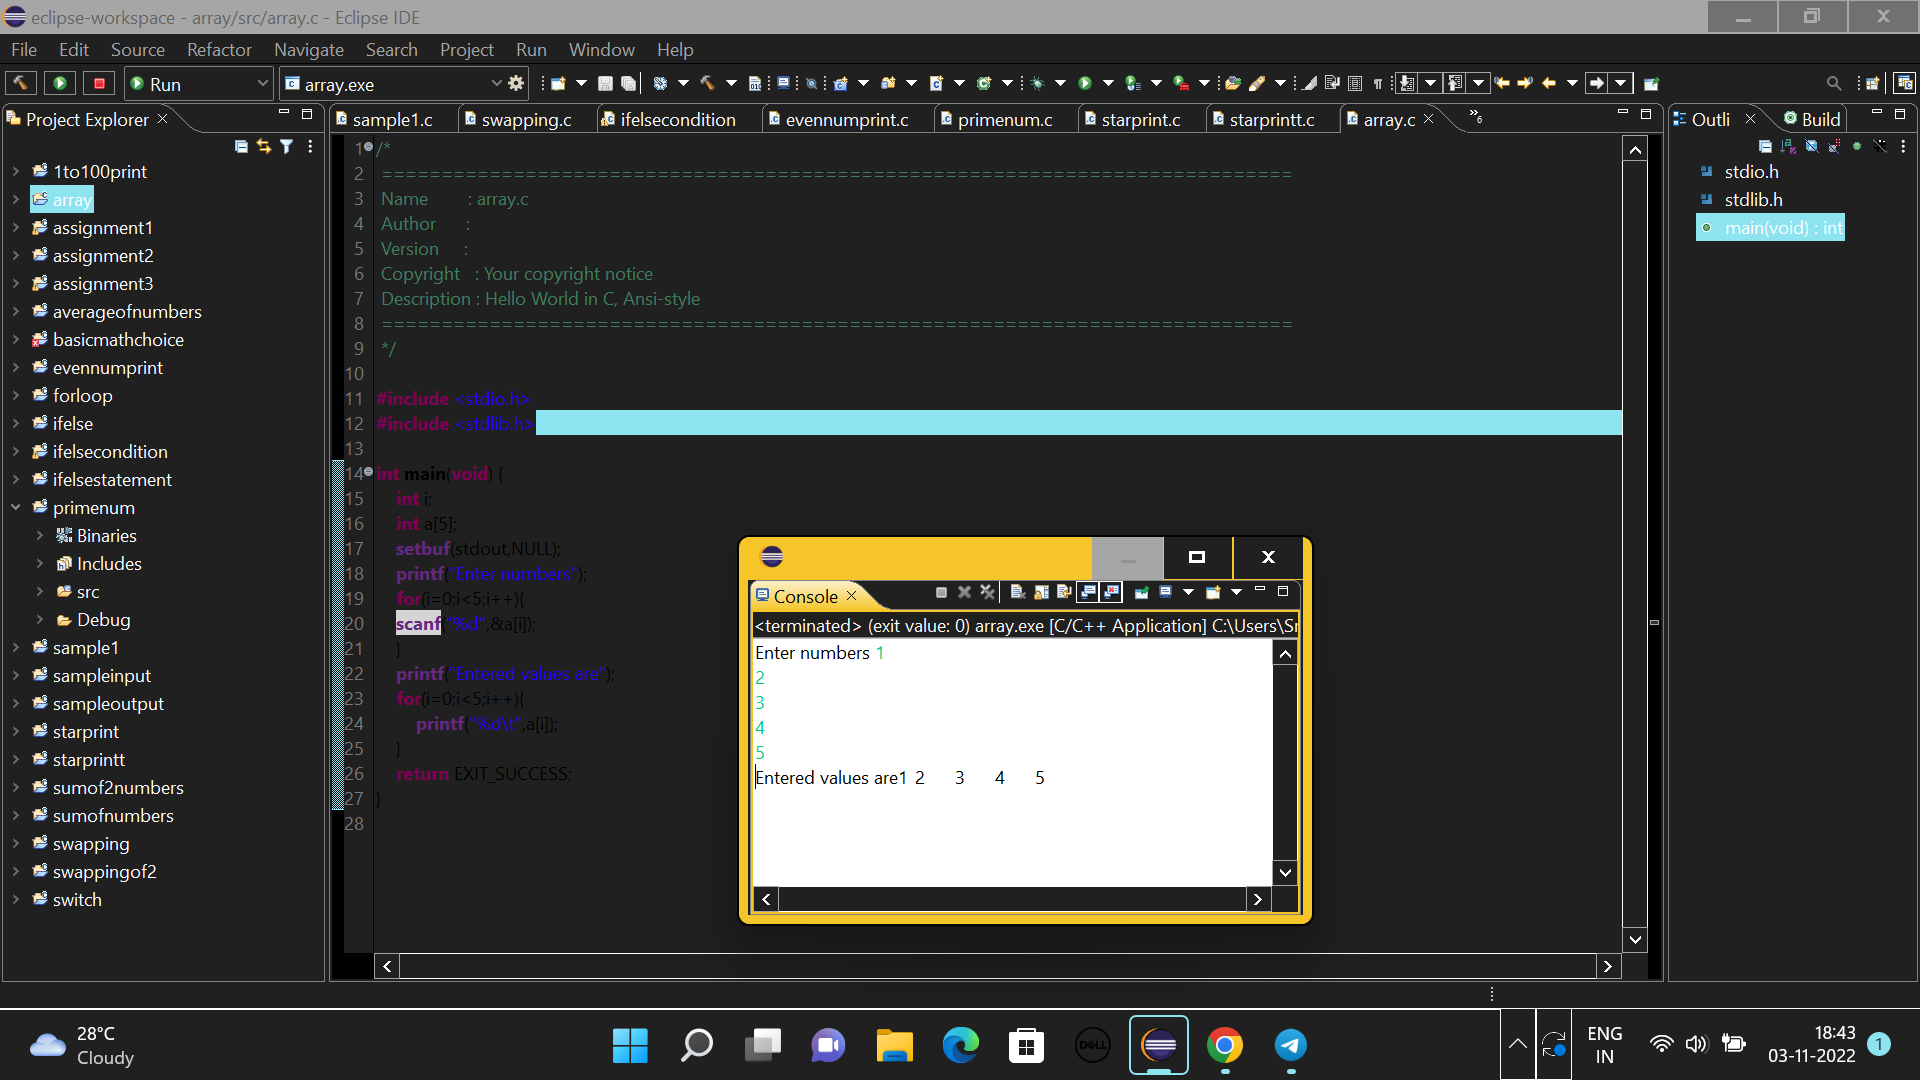 eclipse-workspace - array/src/array.c - Eclipse IDE
File Edit Source Refactor Navigate Search Project Run Window Help
Run array.exe
Project Explorer
sample1.c swapping.c ifelsecondition evennumprint.c primenum.c starprint.c starprintt.c array.c
Outli Build
1to100print
array
assignment1
assignment2
assignment3
averageofnumbers
basicmathchoice
evennumprint
forloop
ifelse
ifelsecondition
ifelsestatement
primenum
Binaries
Includes
src
Debug
sample1
sampleinput
sampleoutput
starprint
starprintt
sumof2numbers
sumofnumbers
swapping
swappingof2
switch
1 /*
2 ============================================================================
3 Name : array.c
4 Author :
5 Version :
6 Copyright : Your copyright notice
7 Description : Hello World in C, Ansi-style
8 ============================================================================
9 */
10
11 #include <stdio.h>
12 #include <stdlib.h>
13
14 int main(void) {
15 int i;
16 int a[5];
17 setbuf(stdout,NULL);
18 printf("Enter numbers");
19 for(i=0;i<5;i++){
20 scanf("%d",&a[i]);
21 }
22 printf("Entered values are");
23 for(i=0;i<5;i++){
24 printf("%d\t",a[i]);
25 }
26 return EXIT_SUCCESS;
27 }
28
stdio.h
stdlib.h
main(void) : int
Console
<terminated> (exit value: 0) array.exe [C/C++ Application] C:\Users\Sr
Enter numbers 1
2
3
4
5
Entered values are1 2 3 4 5
28°C
Cloudy
DELL
ENG
IN
18:43
03-11-2022
1